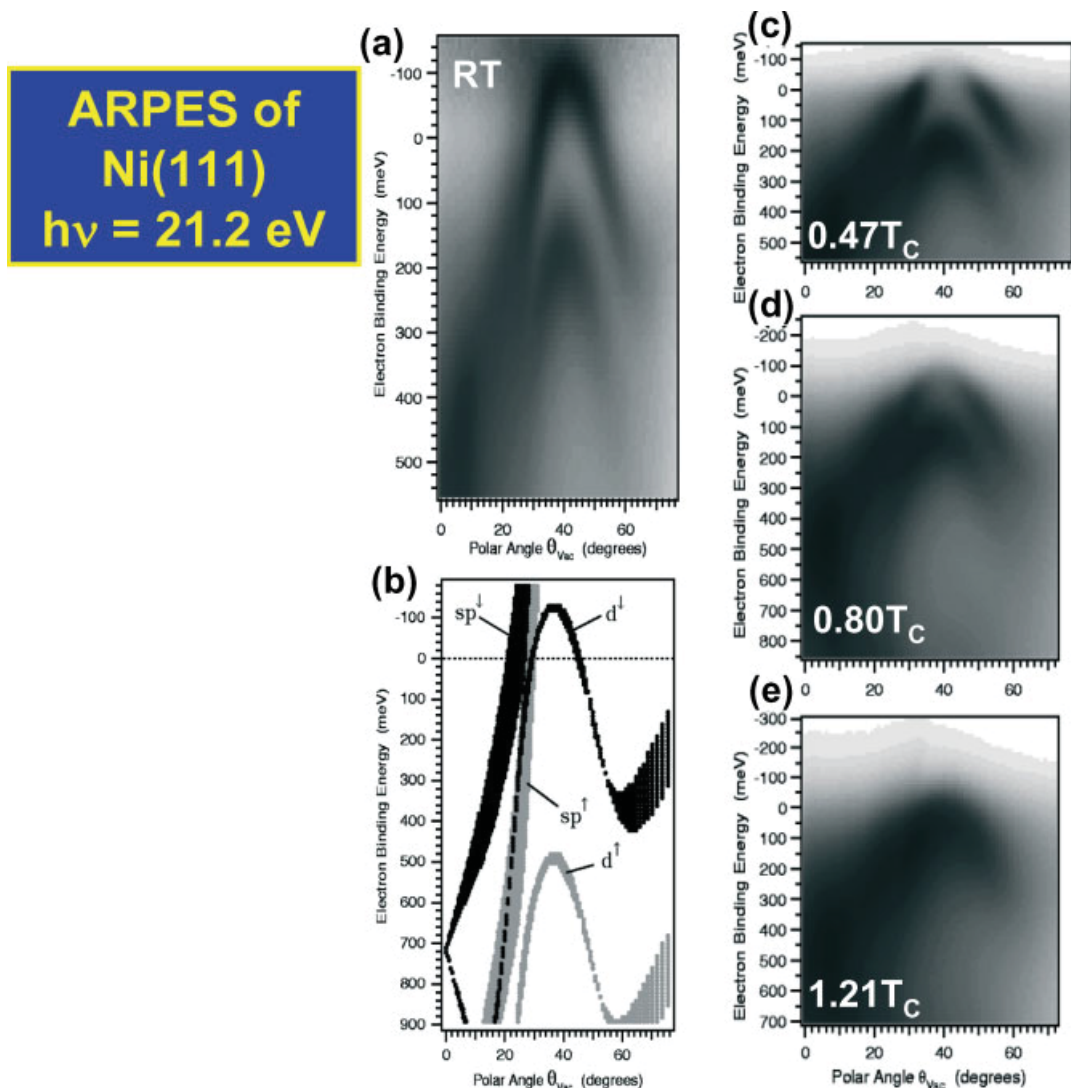 ARPES of
Ni(111)
hν = 21.2 eV
(a)
RT
Electron Binding Energy (meV)
-100
0
100
200
300
400
500
0 20 40 60
Polar Angle θVac (degrees)
(b)
sp↓
d↓
sp↑
d↑
Electron Binding Energy (meV)
-100
0
100
200
300
400
500
600
700
800
900
0 20 40 60
Polar Angle θVac (degrees)
(c)
0.47TC
Electron Binding Energy (meV)
-100
0
100
200
300
400
500
0 20 40 60
(d)
0.80TC
Electron Binding Energy (meV)
-200
-100
0
100
200
300
400
500
600
700
800
0 20 40 60
(e)
1.21TC
Electron Binding Energy (meV)
-300
-200
-100
0
100
200
300
400
500
600
700
0 20 40 60
Polar Angle θVac (degrees)